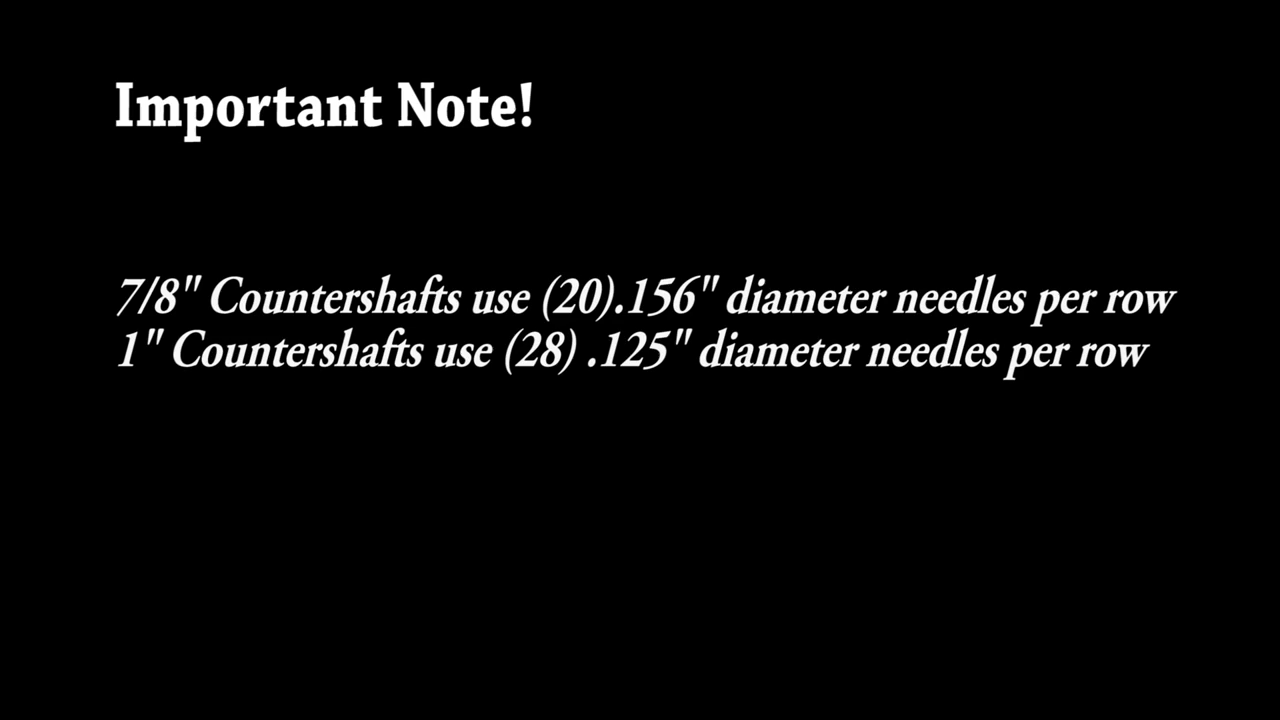 Important Note!
7/8" Countershafts use (20).156" diameter needles per row
1" Countershafts use (28) .125" diameter needles per row